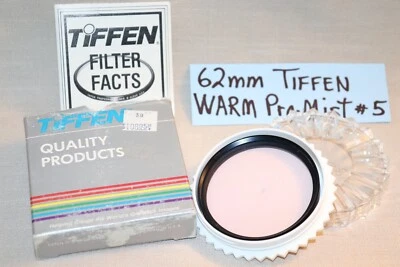 TIFFEN
FILTER
FACTS
62mm TIFFEN
WARM Pro-Mist #5
TIFFEN
QUALITY
PRODUCTS